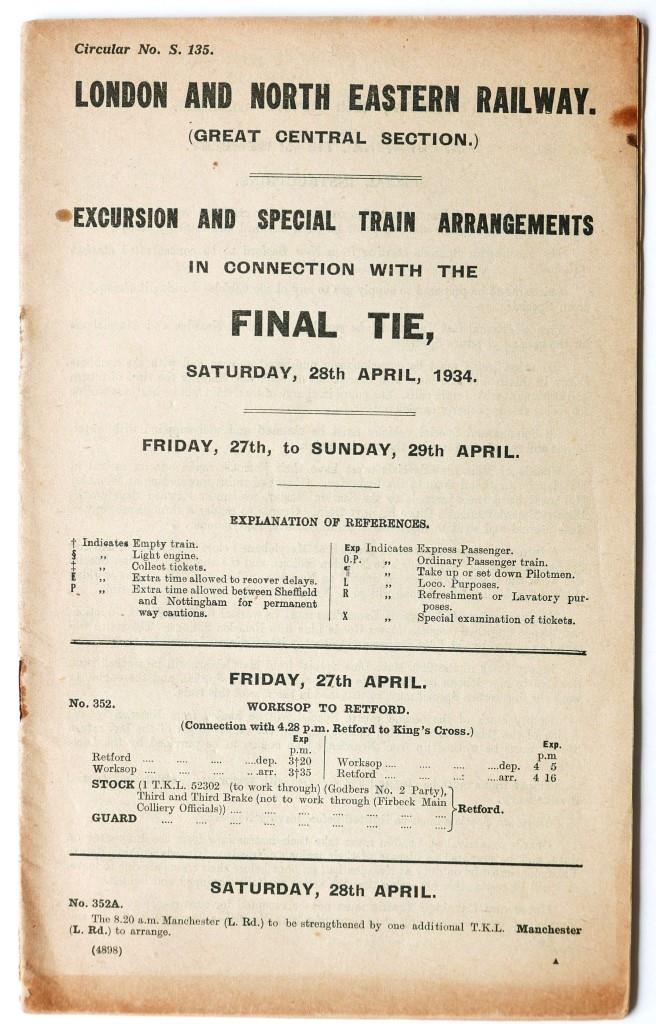 Circular No. S. 135.
LONDON AND NORTH EASTERN RAILWAY.
(GREAT CENTRAL SECTION.)
EXCURSION AND SPECIAL TRAIN ARRANGEMENTS
IN CONNECTION WITH THE
FINAL TIE,
SATURDAY, 28th APRIL, 1934.
FRIDAY, 27th, to SUNDAY, 29th APRIL.
EXPLANATION OF REFERENCES.
† Indicates Empty train.
§ ,, Light engine.
‡ ,, Collect tickets.
E ,, Extra time allowed to recover delays.
P ,, Extra time allowed between Sheffield
and Nottingham for permanent
way cautions.
Exp Indicates Express Passenger.
O.P. ,, Ordinary Passenger train.
¶ ,, Take up or set down Pilotmen.
L ,, Loco. Purposes.
R ,, Refreshment or Lavatory pur-
poses.
X ,, Special examination of tickets.
FRIDAY, 27th APRIL.
No. 352. WORKSOP TO RETFORD.
(Connection with 4.28 p.m. Retford to King's Cross.)
Exp
p.m.
Retford .... .... .... ....dep. 3†20
Worksop .... .... .... ....arr. 3†35
Exp.
p.m
Worksop .... .... .... ....dep. 4 5
Retford .... .... .... ....arr. 4 16
STOCK (1 T.K.L. 52302 (to work through) (Godbers No. 2 Party),
Third and Third Brake (not to work through (Firbeck Main
Colliery Officials)) .... .... .... .... .... .... Retford.
GUARD .... .... .... .... .... .... .... ....
SATURDAY, 28th APRIL.
No. 352A.
The 8.20 a.m. Manchester (L. Rd.) to be strengthened by one additional T.K.L. Manchester
(L. Rd.) to arrange.
(4898)
▲